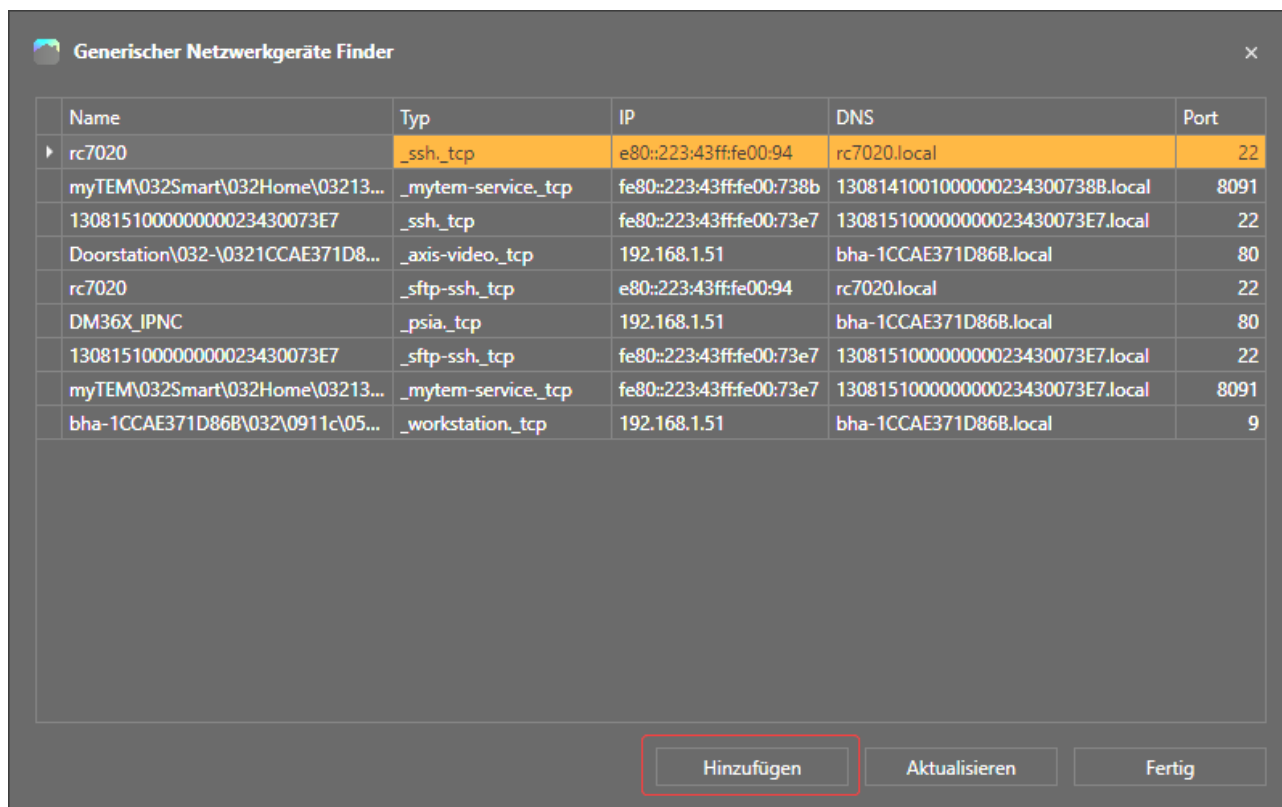 Generischer Netzwerkgeräte Finder
Name Typ IP DNS Port
rc7020 _ssh._tcp e80::223:43ff:fe00:94 rc7020.local 22
myTEM\032Smart\032Home\03213... _mytem-service._tcp fe80::223:43ff:fe00:738b 1308141001000000234300738B.local 8091
130815100000000023430073E7 _ssh._tcp fe80::223:43ff:fe00:73e7 130815100000000023430073E7.local 22
Doorstation\032-\0321CCAE371D8... _axis-video._tcp 192.168.1.51 bha-1CCAE371D86B.local 80
rc7020 _sftp-ssh._tcp e80::223:43ff:fe00:94 rc7020.local 22
DM36X_IPNC _psia._tcp 192.168.1.51 bha-1CCAE371D86B.local 80
130815100000000023430073E7 _sftp-ssh._tcp fe80::223:43ff:fe00:73e7 130815100000000023430073E7.local 22
myTEM\032Smart\032Home\03213... _mytem-service._tcp fe80::223:43ff:fe00:73e7 130815100000000023430073E7.local 8091
bha-1CCAE371D86B\032\0911c\05... _workstation._tcp 192.168.1.51 bha-1CCAE371D86B.local 9
Hinzufügen Aktualisieren Fertig